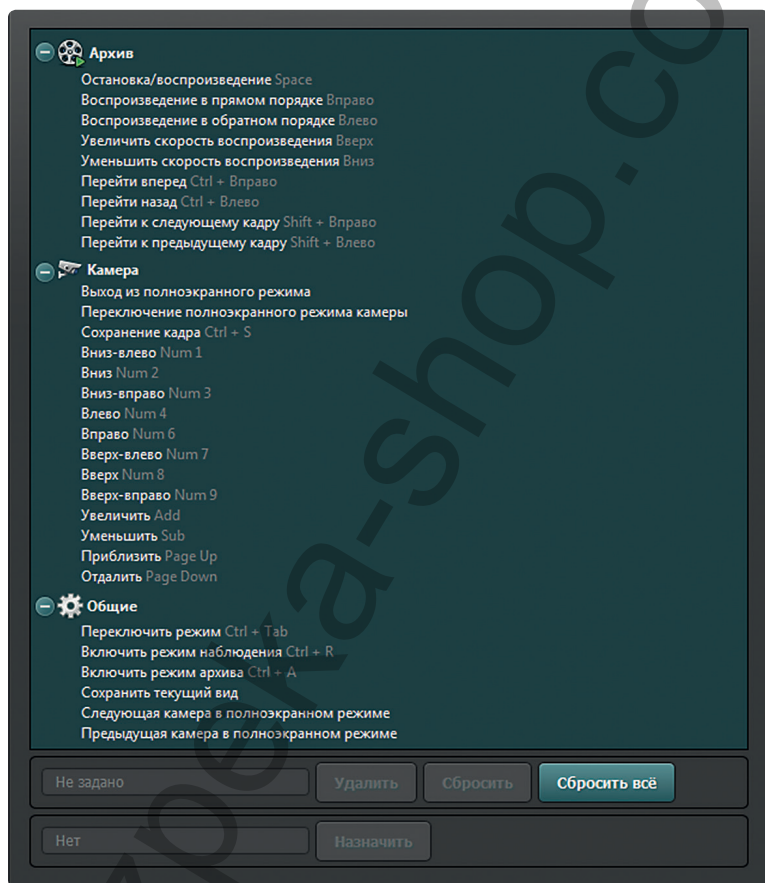 Архив
Остановка/воспроизведение Space
Воспроизведение в прямом порядке Вправо
Воспроизведение в обратном порядке Влево
Увеличить скорость воспроизведения Вверх
Уменьшить скорость воспроизведения Вниз
Перейти вперед Ctrl + Вправо
Перейти назад Ctrl + Влево
Перейти к следующему кадру Shift + Вправо
Перейти к предыдущему кадру Shift + Влево
Камера
Выход из полноэкранного режима
Переключение полноэкранного режима камеры
Сохранение кадра Ctrl + S
Вниз-влево Num 1
Вниз Num 2
Вниз-вправо Num 3
Влево Num 4
Вправо Num 6
Вверх-влево Num 7
Вверх Num 8
Вверх-вправо Num 9
Увеличить Add
Уменьшить Sub
Приблизить Page Up
Отдалить Page Down
Общие
Переключить режим Ctrl + Tab
Включить режим наблюдения Ctrl + R
Включить режим архива Ctrl + A
Сохранить текущий вид
Следующая камера в полноэкранном режиме
Предыдущая камера в полноэкранном режиме
Не задано Удалить Сбросить Сбросить всё
Нет Назначить